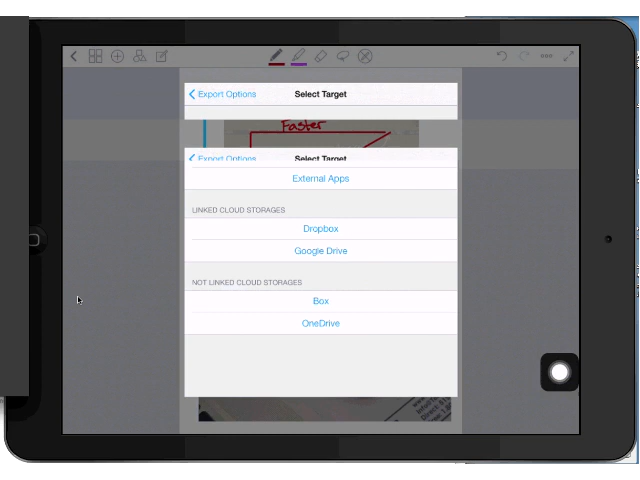 Export Options Select Target
Faster
Export Options Select Target
External Apps
LINKED CLOUD STORAGES
Dropbox
Google Drive
NOT LINKED CLOUD STORAGES
Box
OneDrive